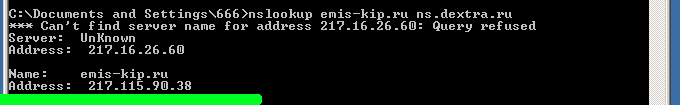 C:\Documents and Settings\666>nslookup emis-kip.ru ns.dextra.ru
*** Can't find server name for address 217.16.26.60: Query refused
Server:  UnKnown
Address:  217.16.26.60

Name:    emis-kip.ru
Address:  217.115.90.38